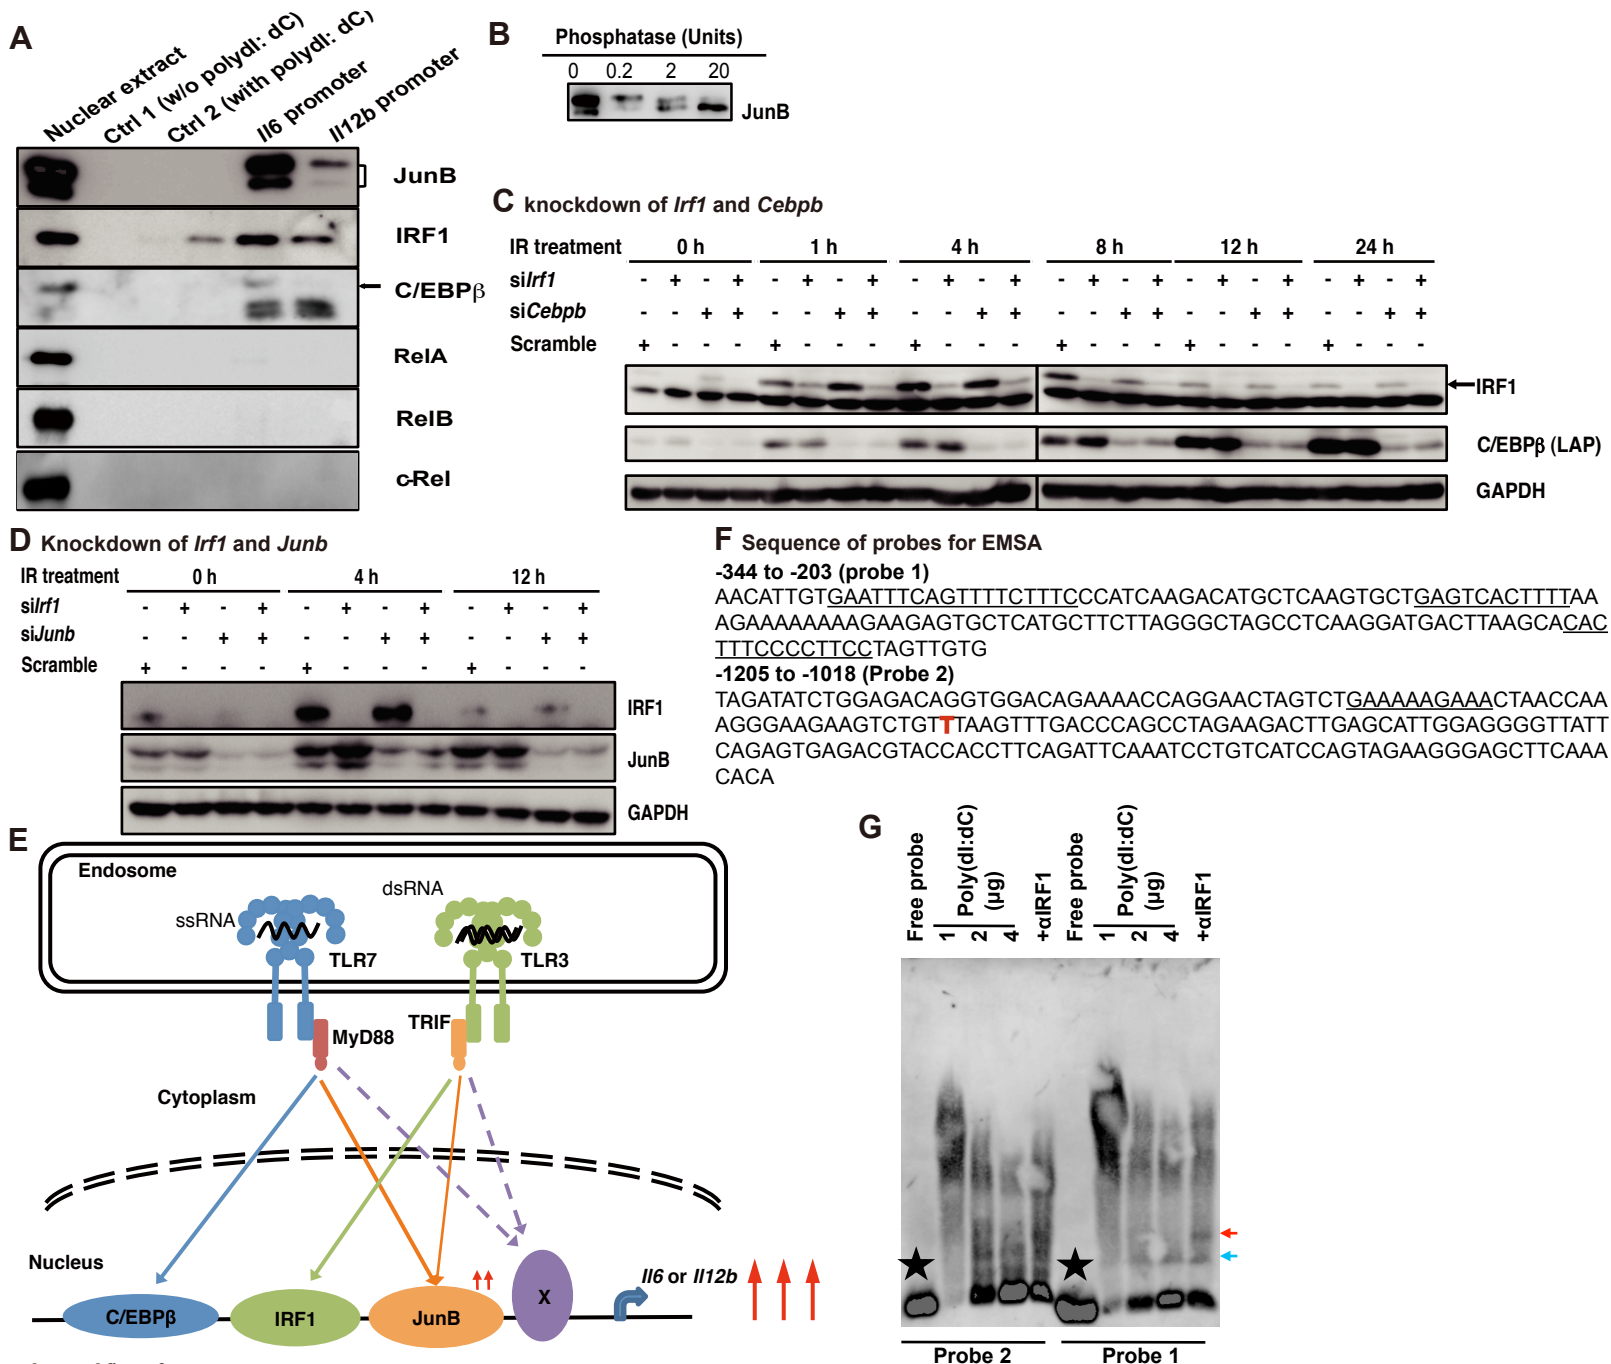 A
Nuclear extract
Ctrl 1 (w/o polydI: dC)
Ctrl 2 (with polydI: dC)
Il6 promoter
Il12b promoter
JunB
IRF1
C/EBPβ
RelA
RelB
c-Rel
B
Phosphatase (Units)
0 0.2 2 20
JunB
C knockdown of Irf1 and Cebpb
IR treatment 0 h 1 h 4 h 8 h 12 h 24 h
siIrf1 - + - + - + - + - + - + - + - + - + - + - + - +
siCebpb - - + + - - + + - - + + - - + + - - + + - - + +
Scramble + - - - + - - - + - - - + - - - + - - - + - - -
IRF1
C/EBPβ (LAP)
GAPDH
D Knockdown of Irf1 and Junb
IR treatment 0 h 4 h 12 h
siIrf1 - + - + - + - + - + - +
siJunb - - + + - - + + - - + +
Scramble + - - - + - - - + - - -
IRF1
JunB
GAPDH
F Sequence of probes for EMSA
-344 to -203 (probe 1)
AACATTGTGAATTTCAGTTTTCTTTCCCATCAAGACATGCTCAAGTGCTGAGTCACTTTTAA
AGAAAAAAAAAGAAGAGTGCTCATGCTTCTTAGGGCTAGCCTCAAGGATGACTTAAGCACAC
TTTCCCCTTCCTAGTTGTG
-1205 to -1018 (Probe 2)
TAGATATCTGGAGACAGGTGGACAGAAAACCAGGAACTAGTCTGAAAAAGAAACTAACCAA
AGGGAAGAAGTCTGTTTAAGTTTGACCCAGCCTAGAAGACTTGAGCATTGGAGGGGTTATT
CAGAGTGAGACGTACCACCTTCAGATTCAAATCCTGTCATCCAGTAGAAGGGAGCTTCAAA
CACA
E
Endosome
ssRNA
dsRNA
TLR7
TLR3
MyD88
TRIF
Cytoplasm
Nucleus
C/EBPβ
IRF1
JunB
X
Il6 or Il12b
G
Free probe
1
2
4
Poly(dI:dC)
(μg)
+αIRF1
Free probe
1
2
4
Poly(dI:dC)
(μg)
+αIRF1
Probe 2 Probe 1